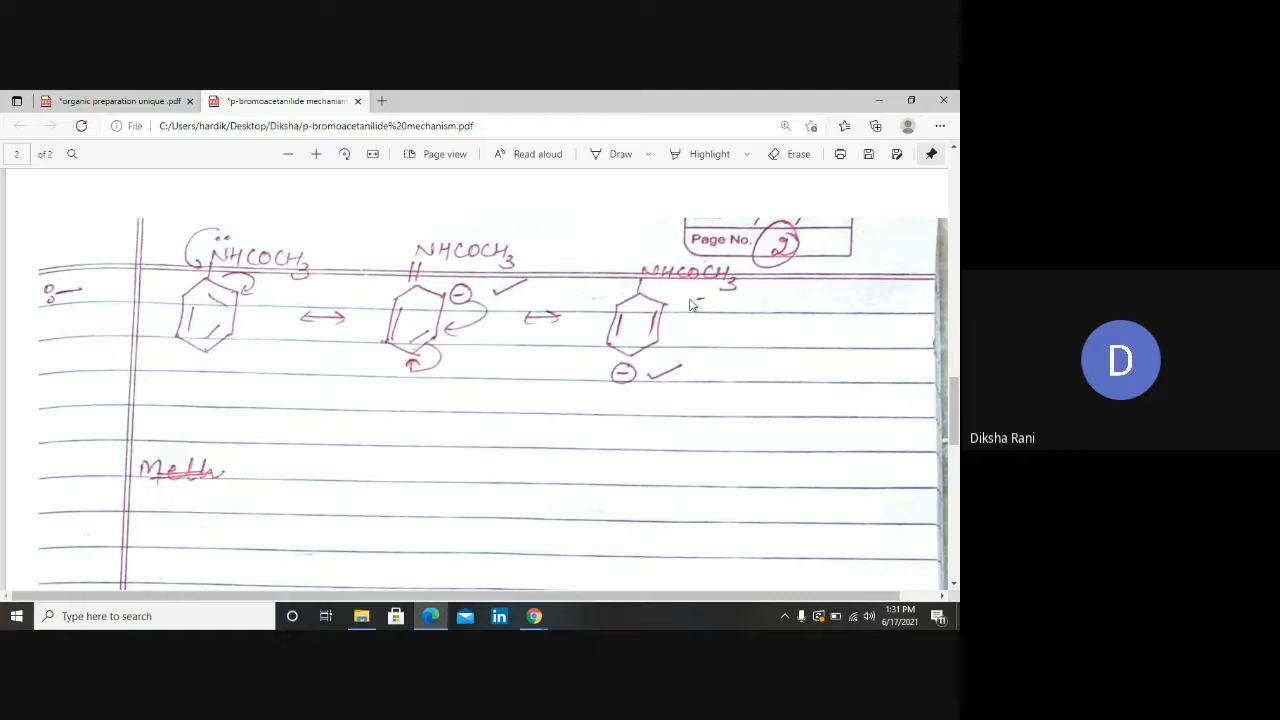 *organic preparation unique .pdf
*p-bromoacetanilide mechanism
File C:/Users/hardik/Desktop/Diksha/p-bromoacetanilide%20mechanism.pdf
2 of 2 Page view Read aloud Draw Highlight Erase
Page No. 2
NHCOCH3 NHCOCH3 NHCOCH3
Meth
Diksha Rani
Type here to search
1:31 PM
6/17/2021
D